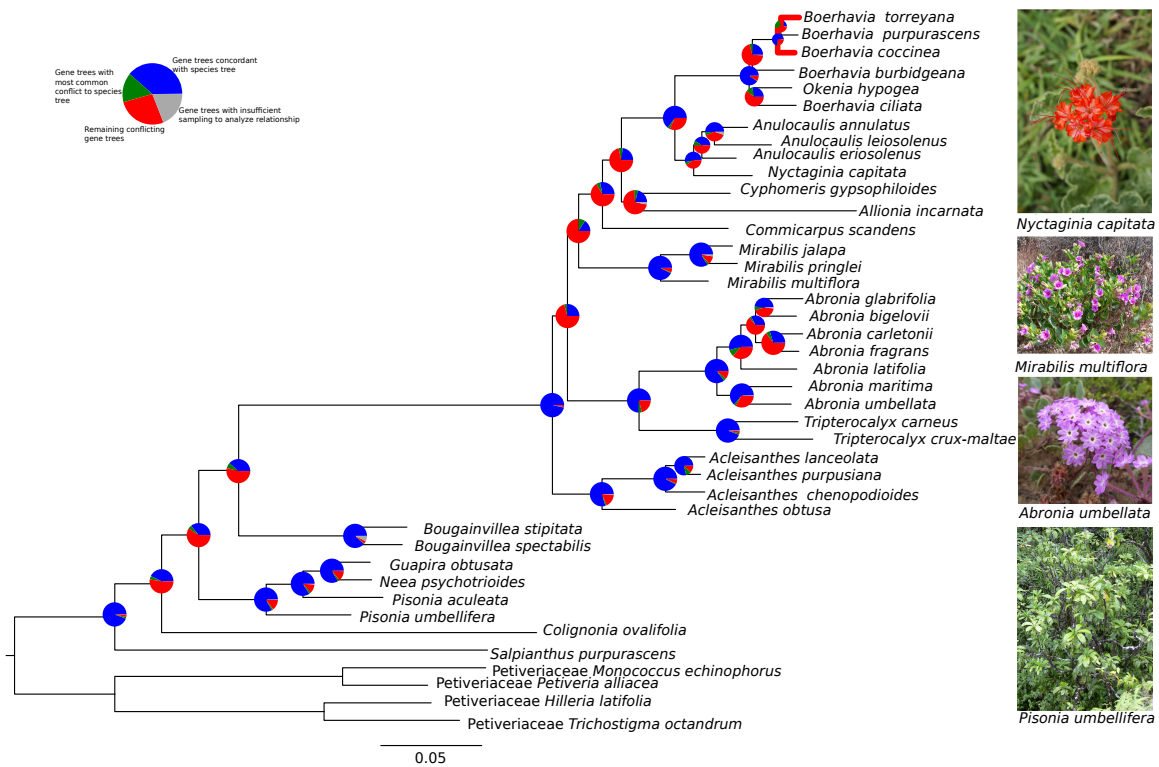 Gene trees concordant
with species tree
Gene trees with
most common
conflict to species
tree
Gene trees with insufficient
sampling to analyze relationship
Remaining conflicting
gene trees
Boerhavia torreyana
Boerhavia purpurascens
Boerhavia coccinea
Boerhavia burbidgeana
Okenia hypogea
Boerhavia ciliata
Anulocaulis annulatus
Anulocaulis leiosolenus
Anulocaulis eriosolenus
Nyctaginia capitata
Cyphomeris gypsophiloides
Allionia incarnata
Commicarpus scandens
Mirabilis jalapa
Mirabilis pringlei
Mirabilis multiflora
Abronia glabrifolia
Abronia bigelovii
Abronia carletonii
Abronia fragrans
Abronia latifolia
Abronia maritima
Abronia umbellata
Tripterocalyx carneus
Tripterocalyx crux-maltae
Acleisanthes lanceolata
Acleisanthes purpusiana
Acleisanthes chenopodioides
Acleisanthes obtusa
Bougainvillea stipitata
Bougainvillea spectabilis
Guapira obtusata
Neea psychotrioides
Pisonia aculeata
Pisonia umbellifera
Colignonia ovalifolia
Salpianthus purpurascens
Petiveriaceae Monococcus echinophorus
Petiveriaceae Petiveria alliacea
Petiveriaceae Hilleria latifolia
Petiveriaceae Trichostigma octandrum
0.05
Nyctaginia capitata
Mirabilis multiflora
Abronia umbellata
Pisonia umbellifera